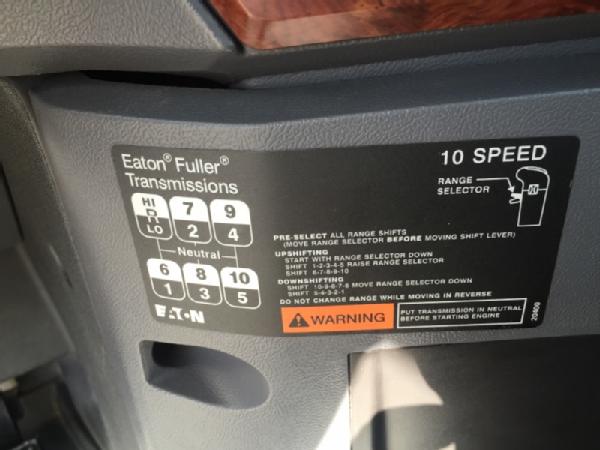 Eaton® Fuller®
Transmissions
10 SPEED
RANGE
SELECTOR
HI
R
LO
7
2
9
4
Neutral
6
1
8
3
10
5
PRE-SELECT ALL RANGE SHIFTS
(MOVE RANGE SELECTOR BEFORE MOVING SHIFT LEVER)
UPSHIFTING
START WITH RANGE SELECTOR DOWN
SHIFT 1-2-3-4-5 RAISE RANGE SELECTOR
SHIFT 6-7-8-9-10
DOWNSHIFTING
SHIFT 10-9-8-7-6 MOVE RANGE SELECTOR DOWN
SHIFT 5-4-3-2-1
DO NOT CHANGE RANGE WHILE MOVING IN REVERSE
EATON
WARNING
PUT TRANSMISSION IN NEUTRAL
BEFORE STARTING ENGINE